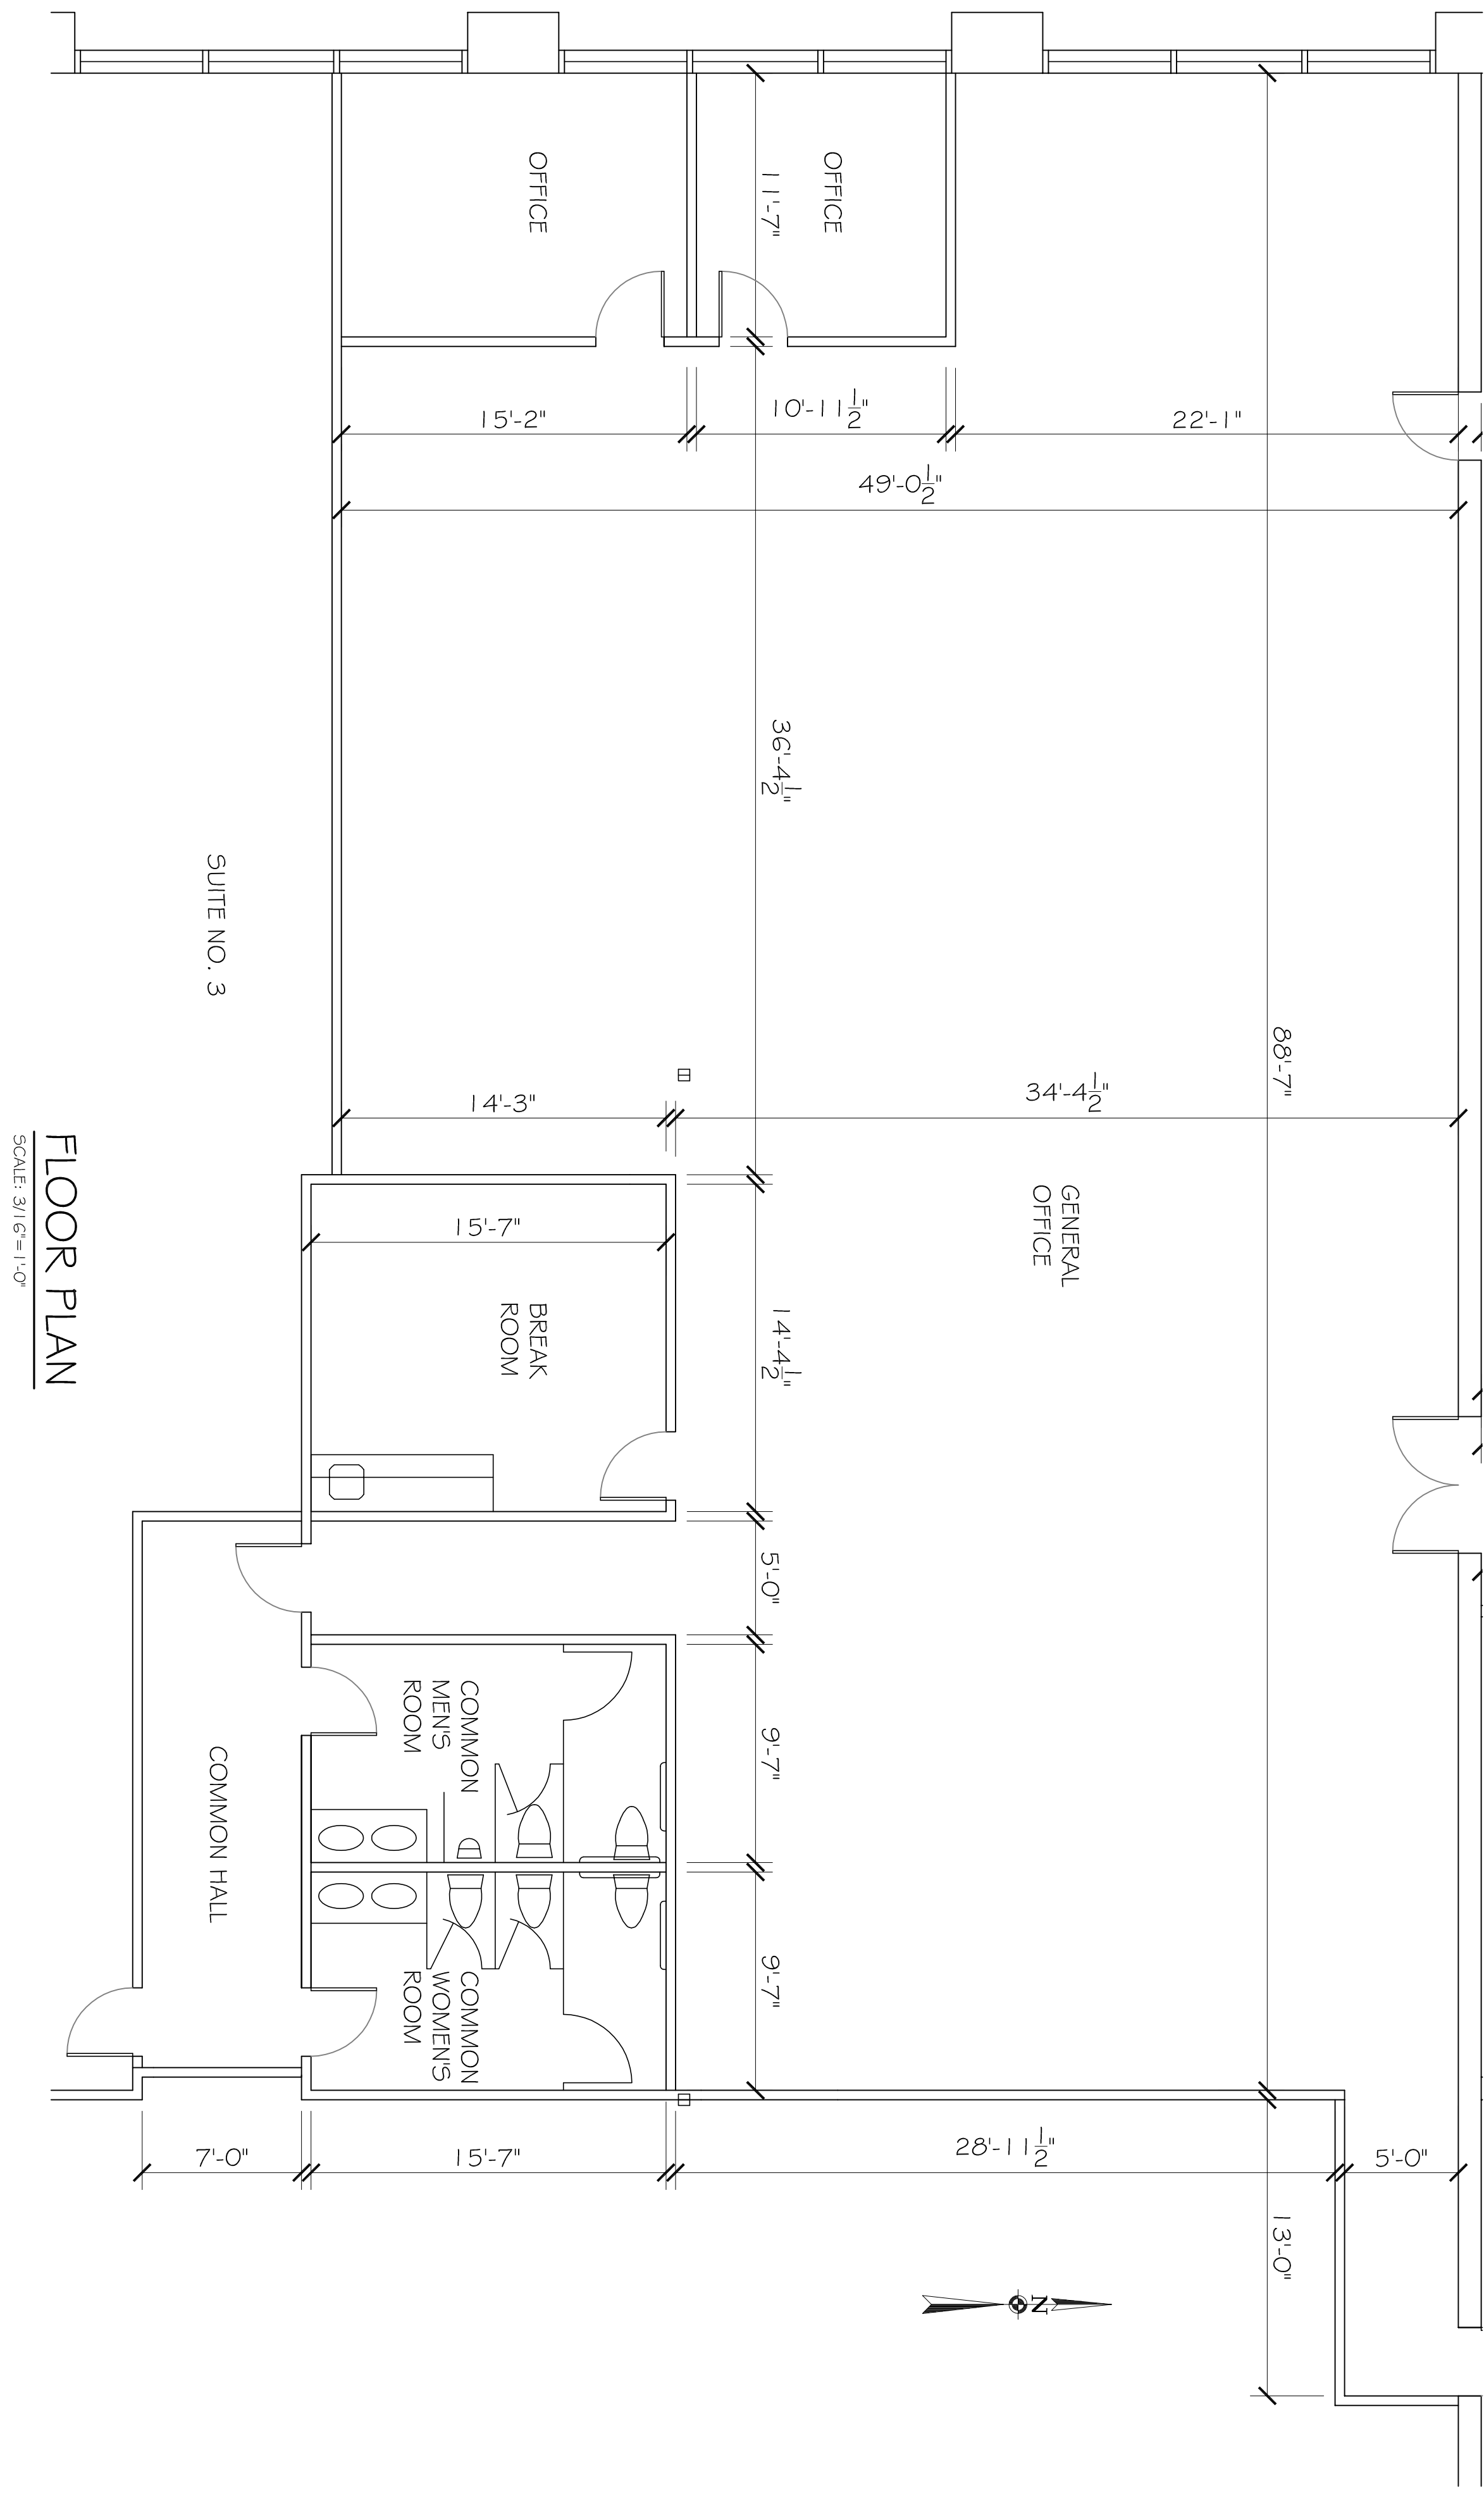 OFFICE
OFFICE
11'-7"
15'-2"
10'-11 1/2"
22'-1"
49'-0 1/2"
36'-4 1/2"
SUITE NO. 3
88'-7"
14'-3"
34'-4 1/2"
GENERAL
OFFICE
15'-7"
BREAK
ROOM
14'-4 1/2"
FLOOR PLAN
SCALE: 3/16"=1'-0"
5'-0"
COMMON
MEN'S
ROOM
9'-7"
COMMON HALL
COMMON
WOMEN'S
ROOM
9'-7"
7'-0"
15'-7"
28'-11 1/2"
5'-0"
13'-0"
N